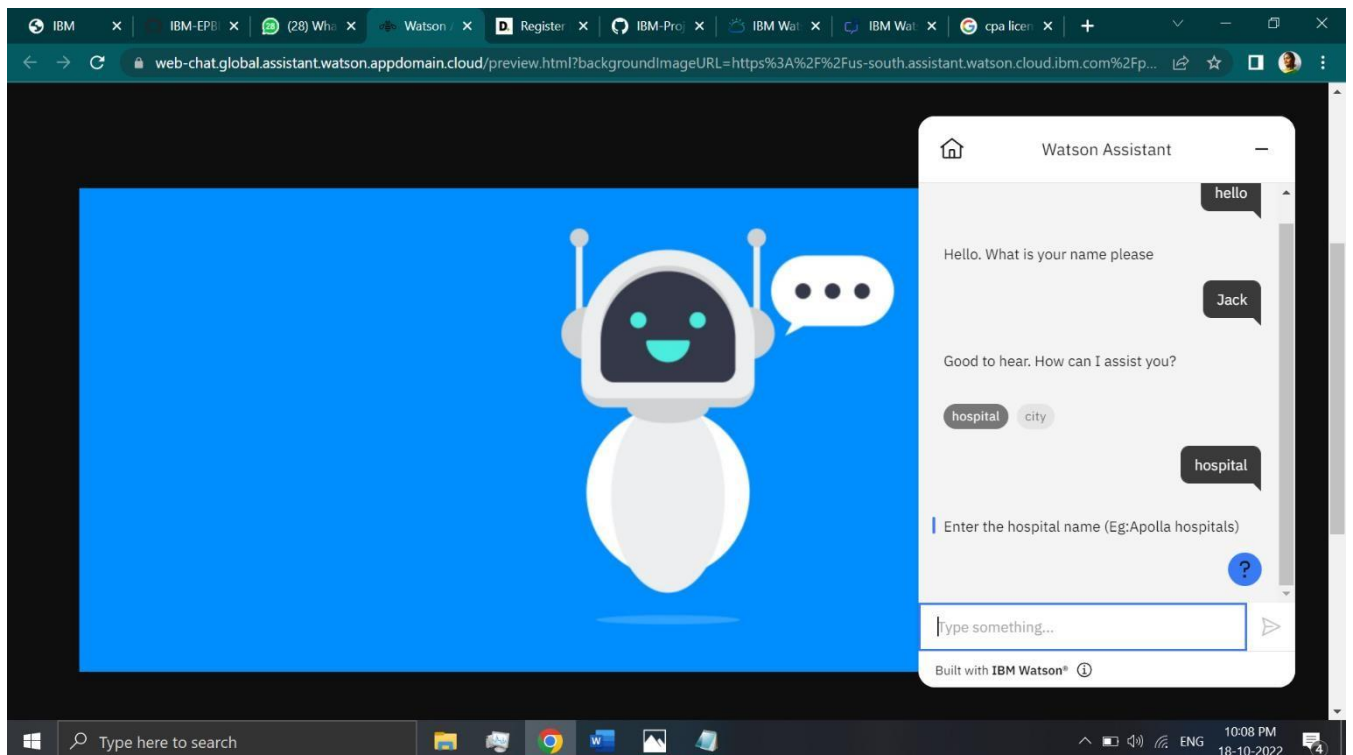 IBM
IBM-EPB
(28) Wha
Watson A
Register
IBM-Proj
IBM Wat
IBM Wat
cpa licen
web-chat.global.assistant.watson.appdomain.cloud/preview.html?backgroundImageURL=https%3A%2F%2Fus-south.assistant.watson.cloud.ibm.com%2Fp...
Watson Assistant
hello
Hello. What is your name please
Jack
Good to hear. How can I assist you?
hospital city
hospital
Enter the hospital name (Eg:Apolla hospitals)
?
Type something...
Built with IBM Watson®
Type here to search
ENG
10:08 PM
18-10-2022